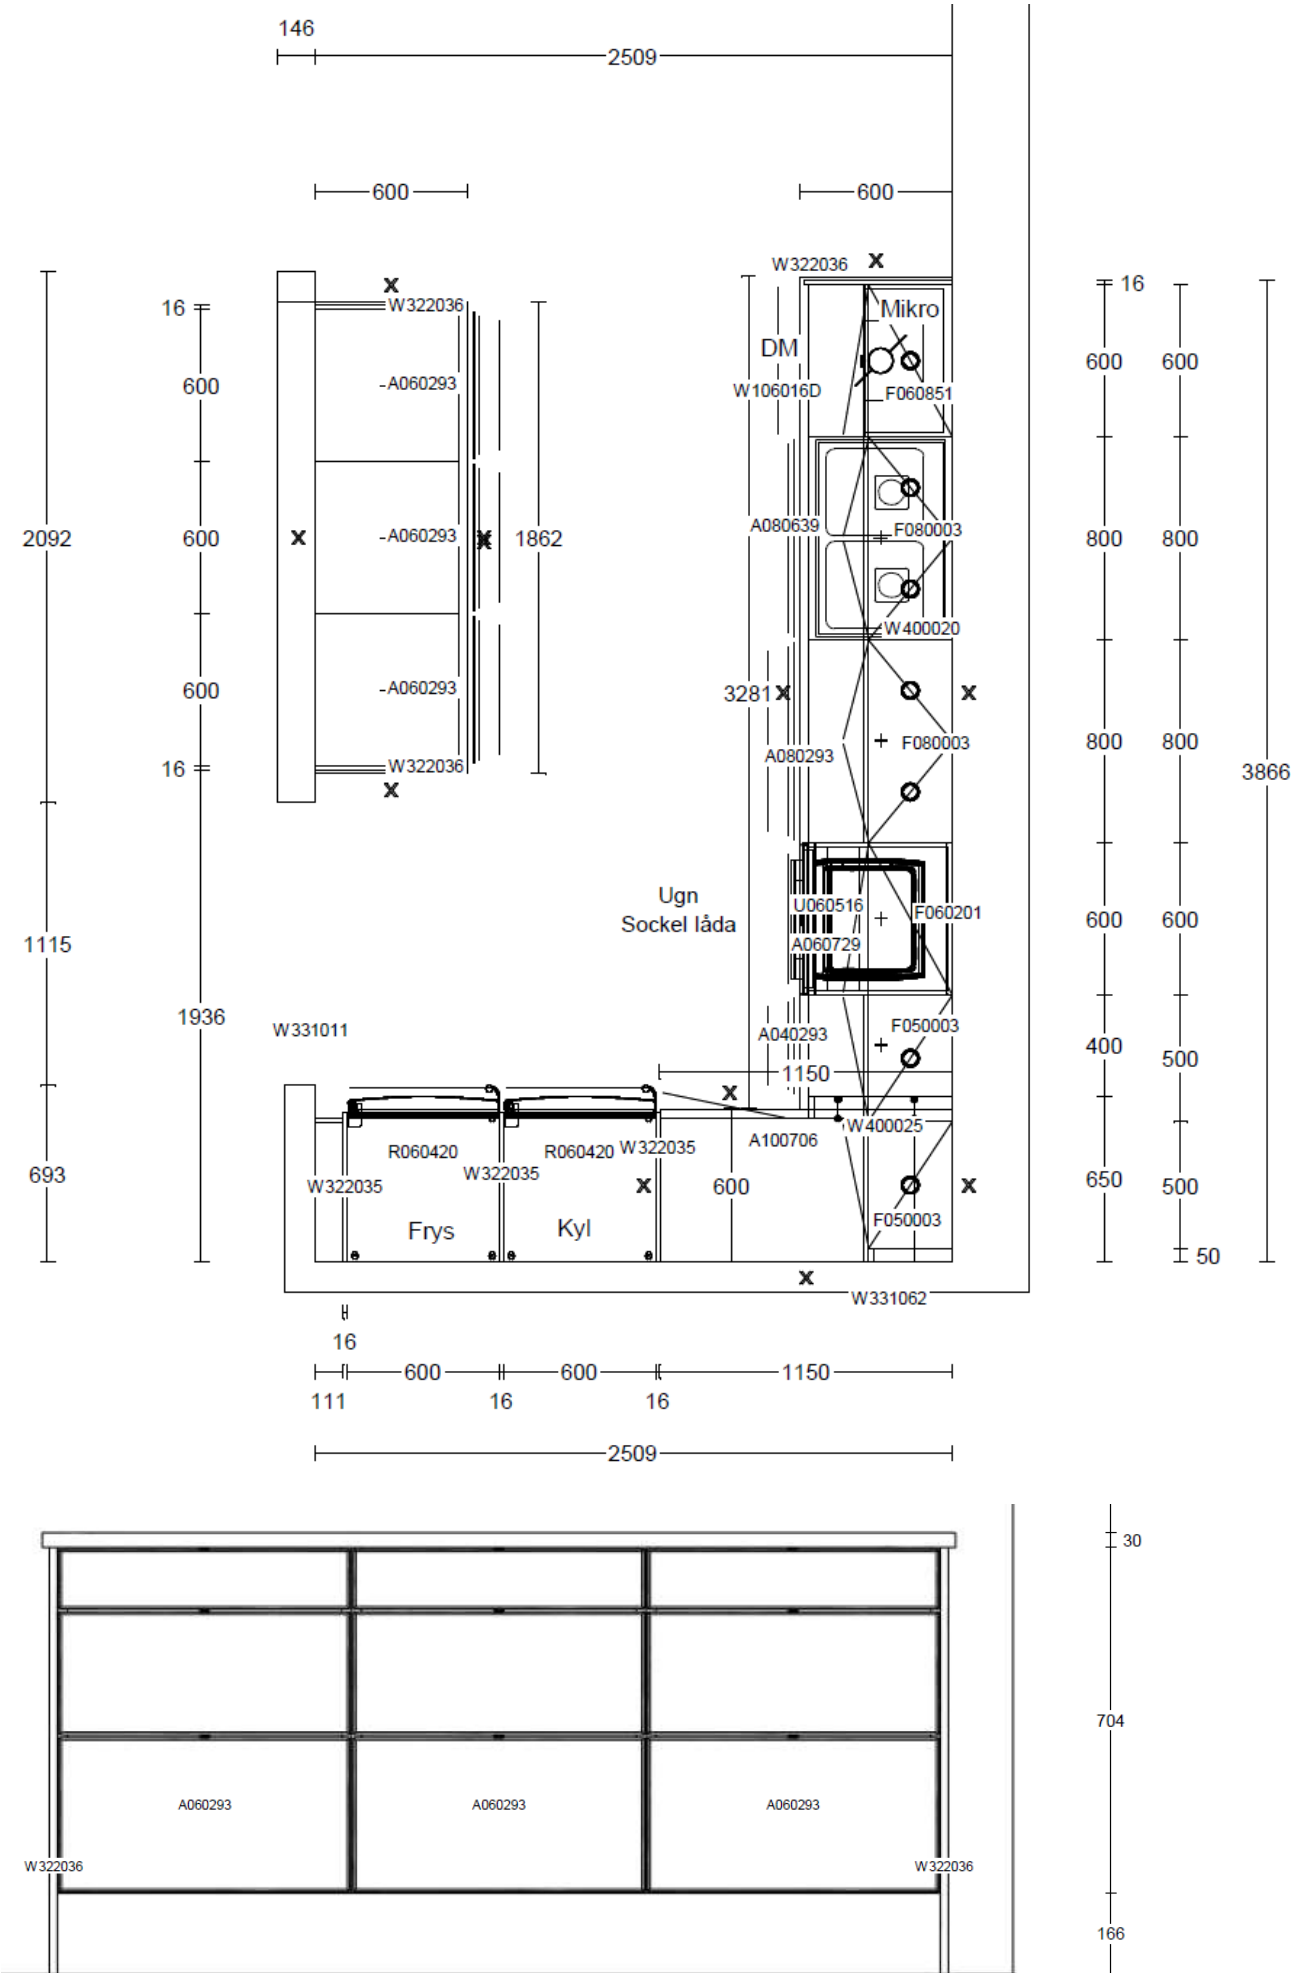 146
2509
600
600
W322036 X
X
16
W322036
16
Mikro
DM
600
A060293
W106016D
F060851
600
600
A080639
F080003
2092
X
600
A060293
X
1862
800
800
W400020
600
A060293
3281 X
X
A080293
F080003
800
800
16
W322036
X
3866
Ugn
Sockel låda
U060516
F060201
A060729
600
600
1115
1936
W331011
A040293
F050003
400
500
1150
X
R060420
R060420
W322035
A100706
W400025
693
W322035
W322035
X
600
X
650
500
Frys
Kyl
F050003
50
X
W331062
16
600
600
1150
111
16
16
2509
30
704
A060293
A060293
A060293
W322036
W322036
166